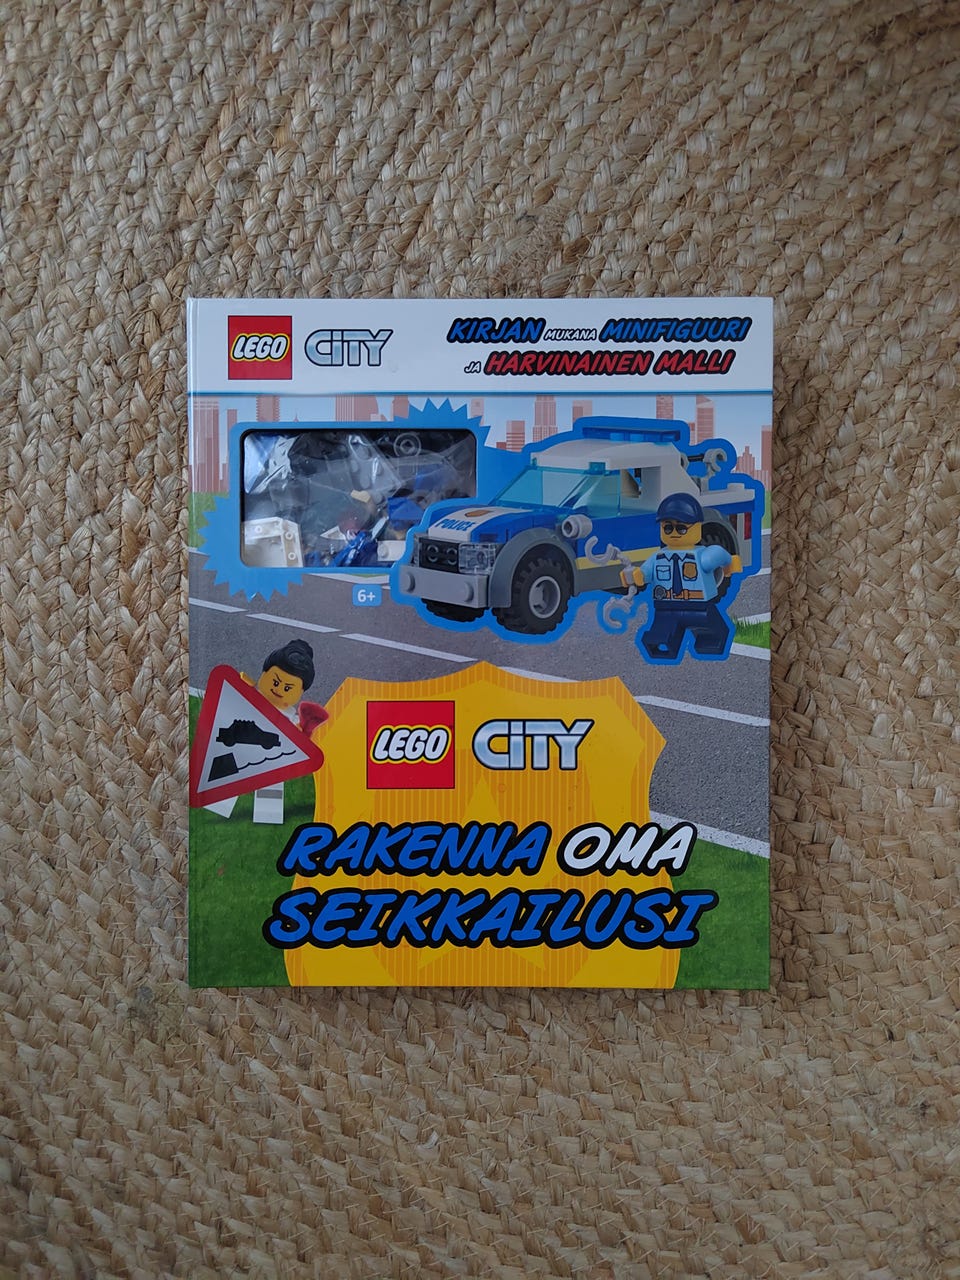 LEGO CITY
KIRJAN MUKANA MINIFIGUURI
JA HARVINAINEN MALLI
POLICE
6+
LEGO CITY
RAKENNA OMA
SEIKKAILUSI